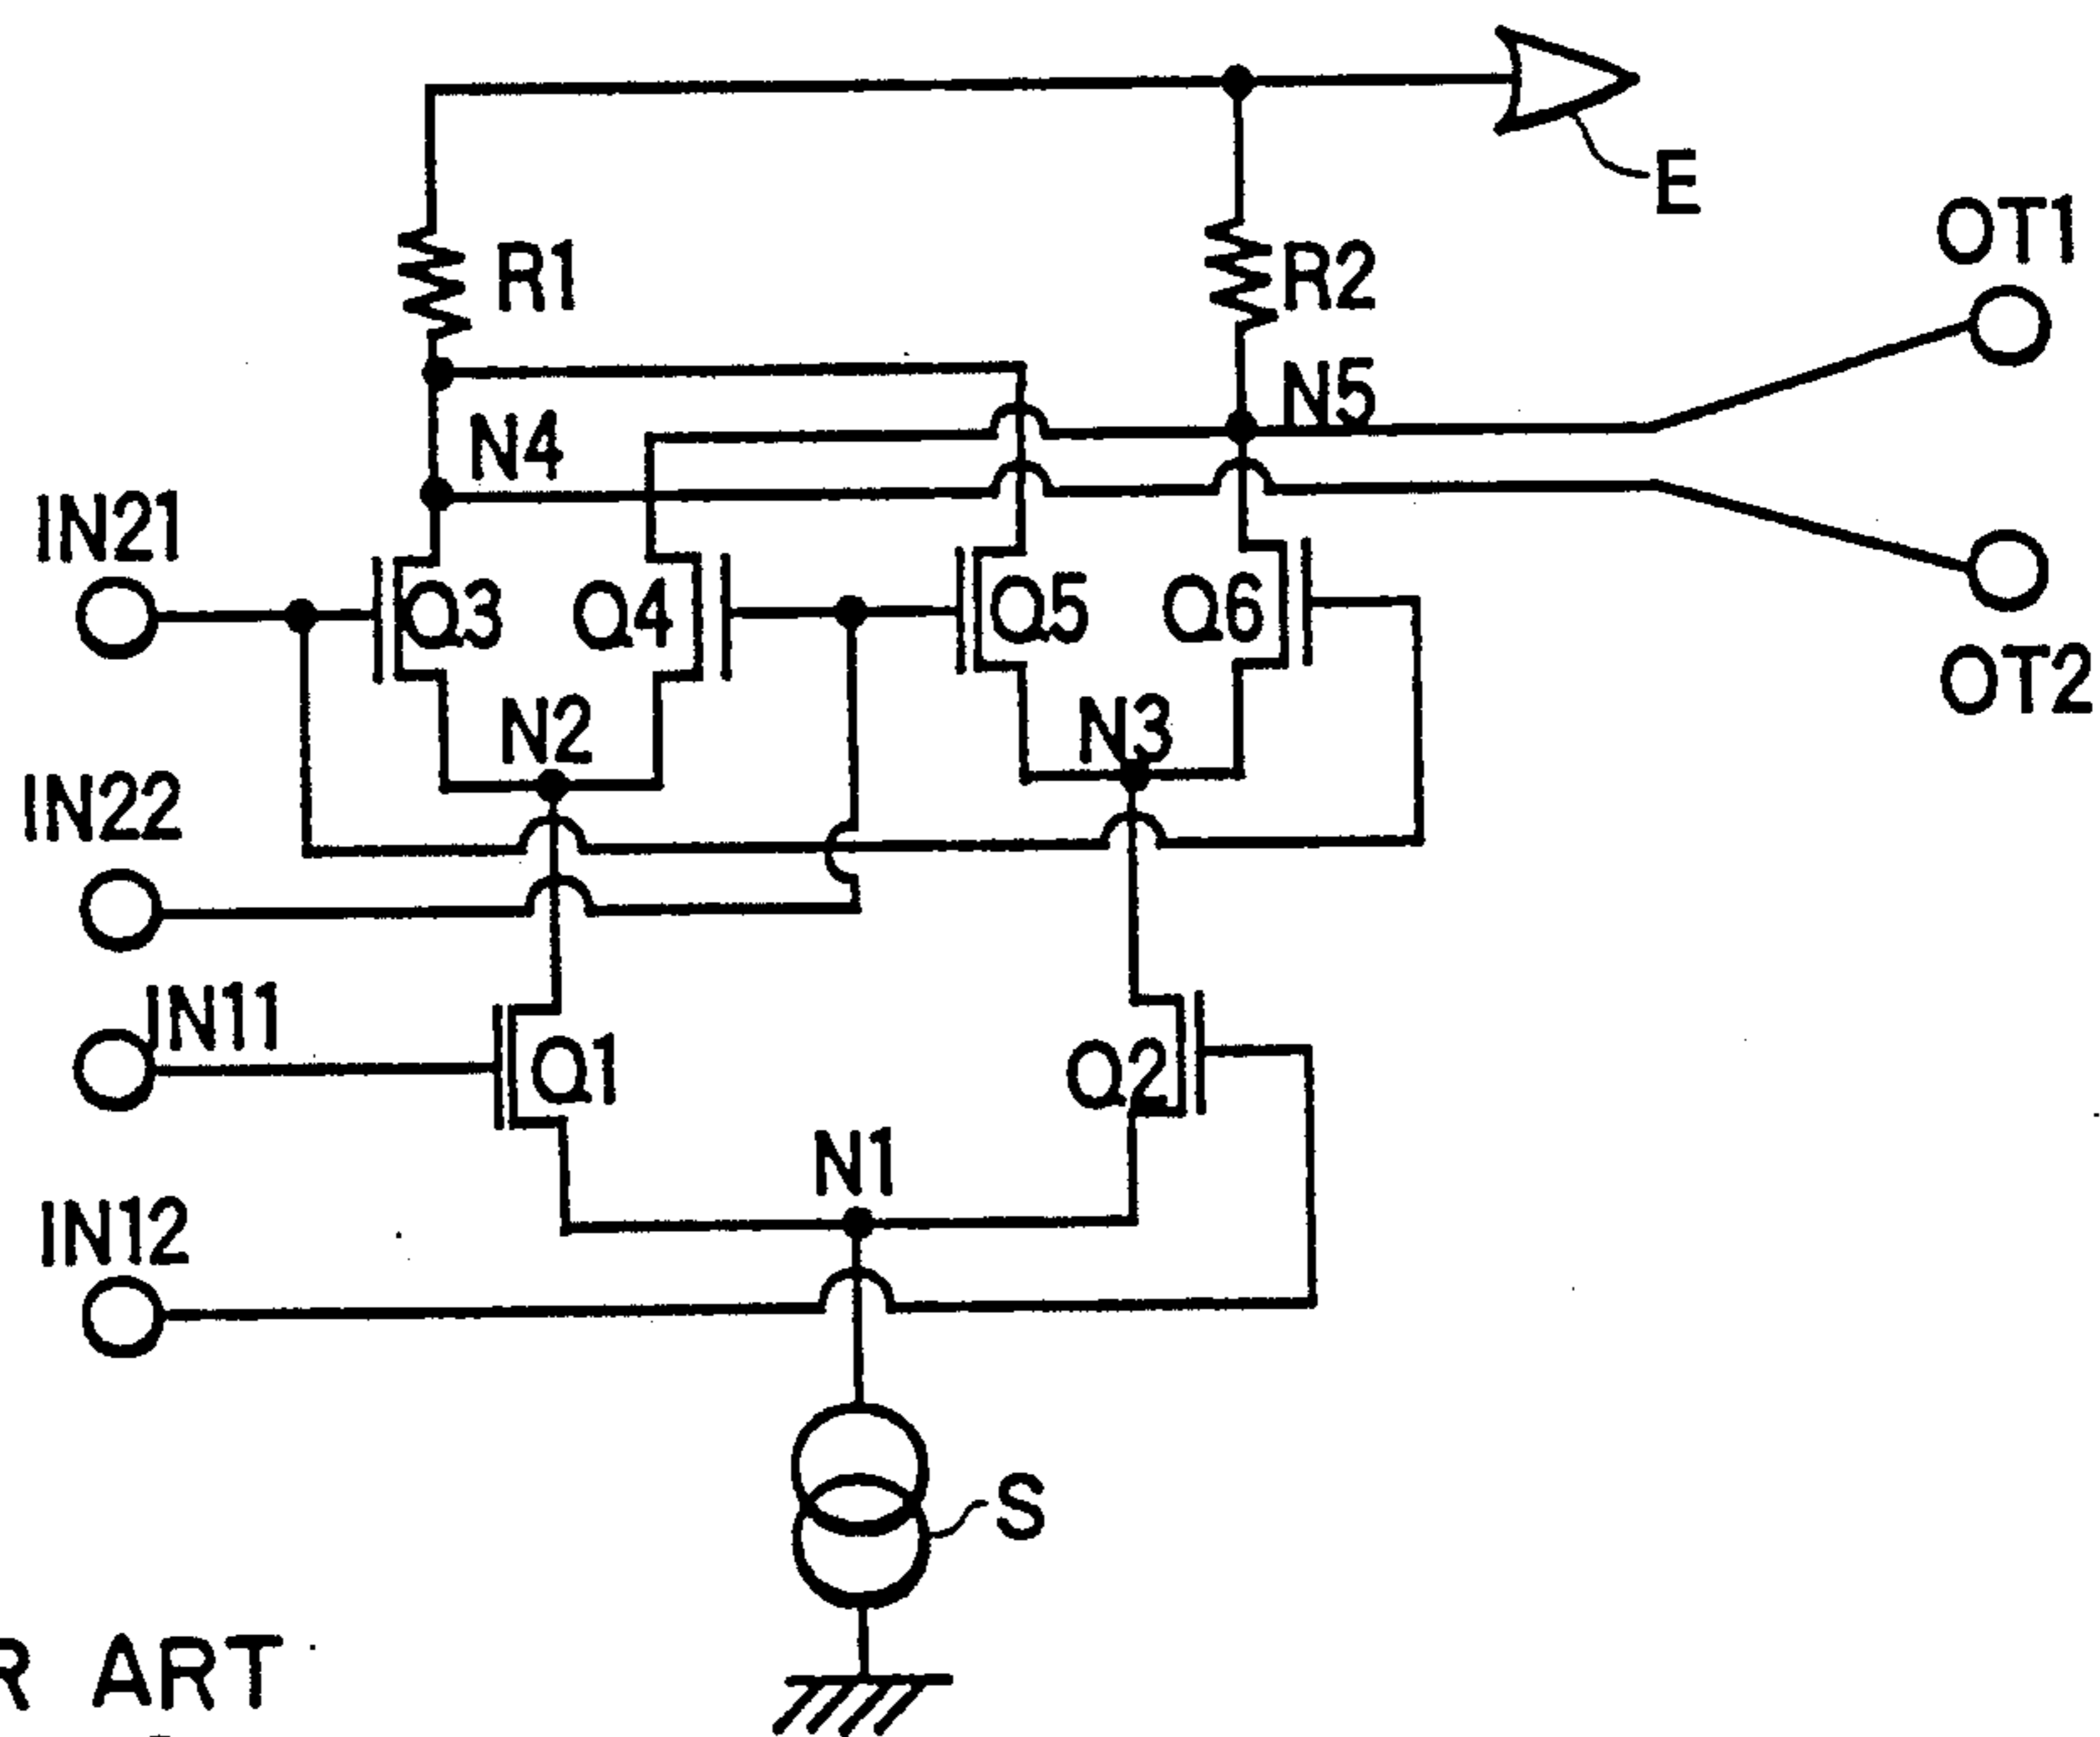 E
OT1
R1
R2
N5
N4
IN21
Q3
Q4
Q5
Q6
OT2
N2
N3
IN22
IN11
Q1
Q2
N1
IN12
S
R ART